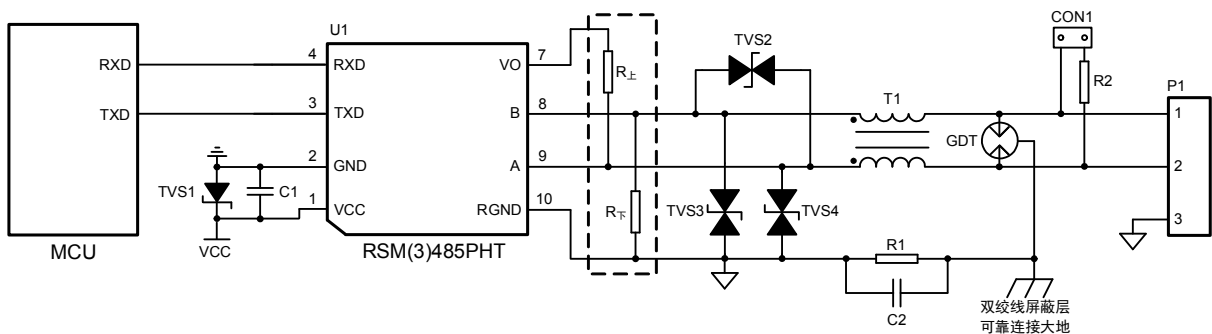 MCU
RXD
TXD
U1
4 RXD
3 TXD
2 GND
1 VCC
VO 7
B 8
A 9
RGND 10
RSM(3)485PHT
TVS1
C1
VCC
R上
R下
TVS2
TVS3
TVS4
T1
GDT
CON1
R2
P1
1
2
3
R1
C2
双绞线屏蔽层
可靠连接大地